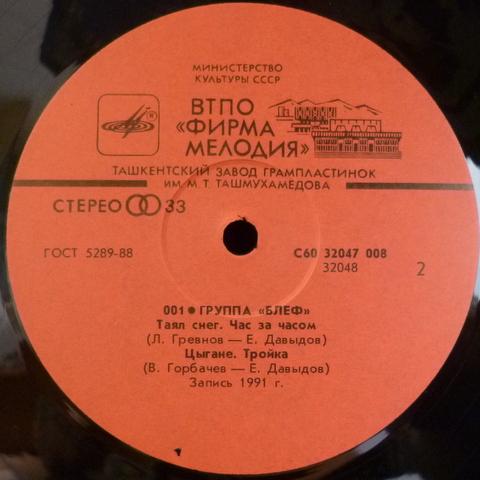 МИНИСТЕРСТВО
КУЛЬТУРЫ СССР
ВТПО
«ФИРМА
МЕЛОДИЯ»
ТАШКЕНТСКИЙ ЗАВОД ГРАМПЛАСТИНОК
ИМ. М. Т. ТАШМУХАМЕДОВА
СТЕРЕО 33
ГОСТ 5289-88
С60 32047 008
32048
2
001 ● ГРУППА «БЛЕФ»
Таял снег. Час за часом
(Л. Гревнов — Е. Давыдов)
Цыгане. Тройка
(В. Горбачев — Е. Давыдов)
Запись 1991 г.